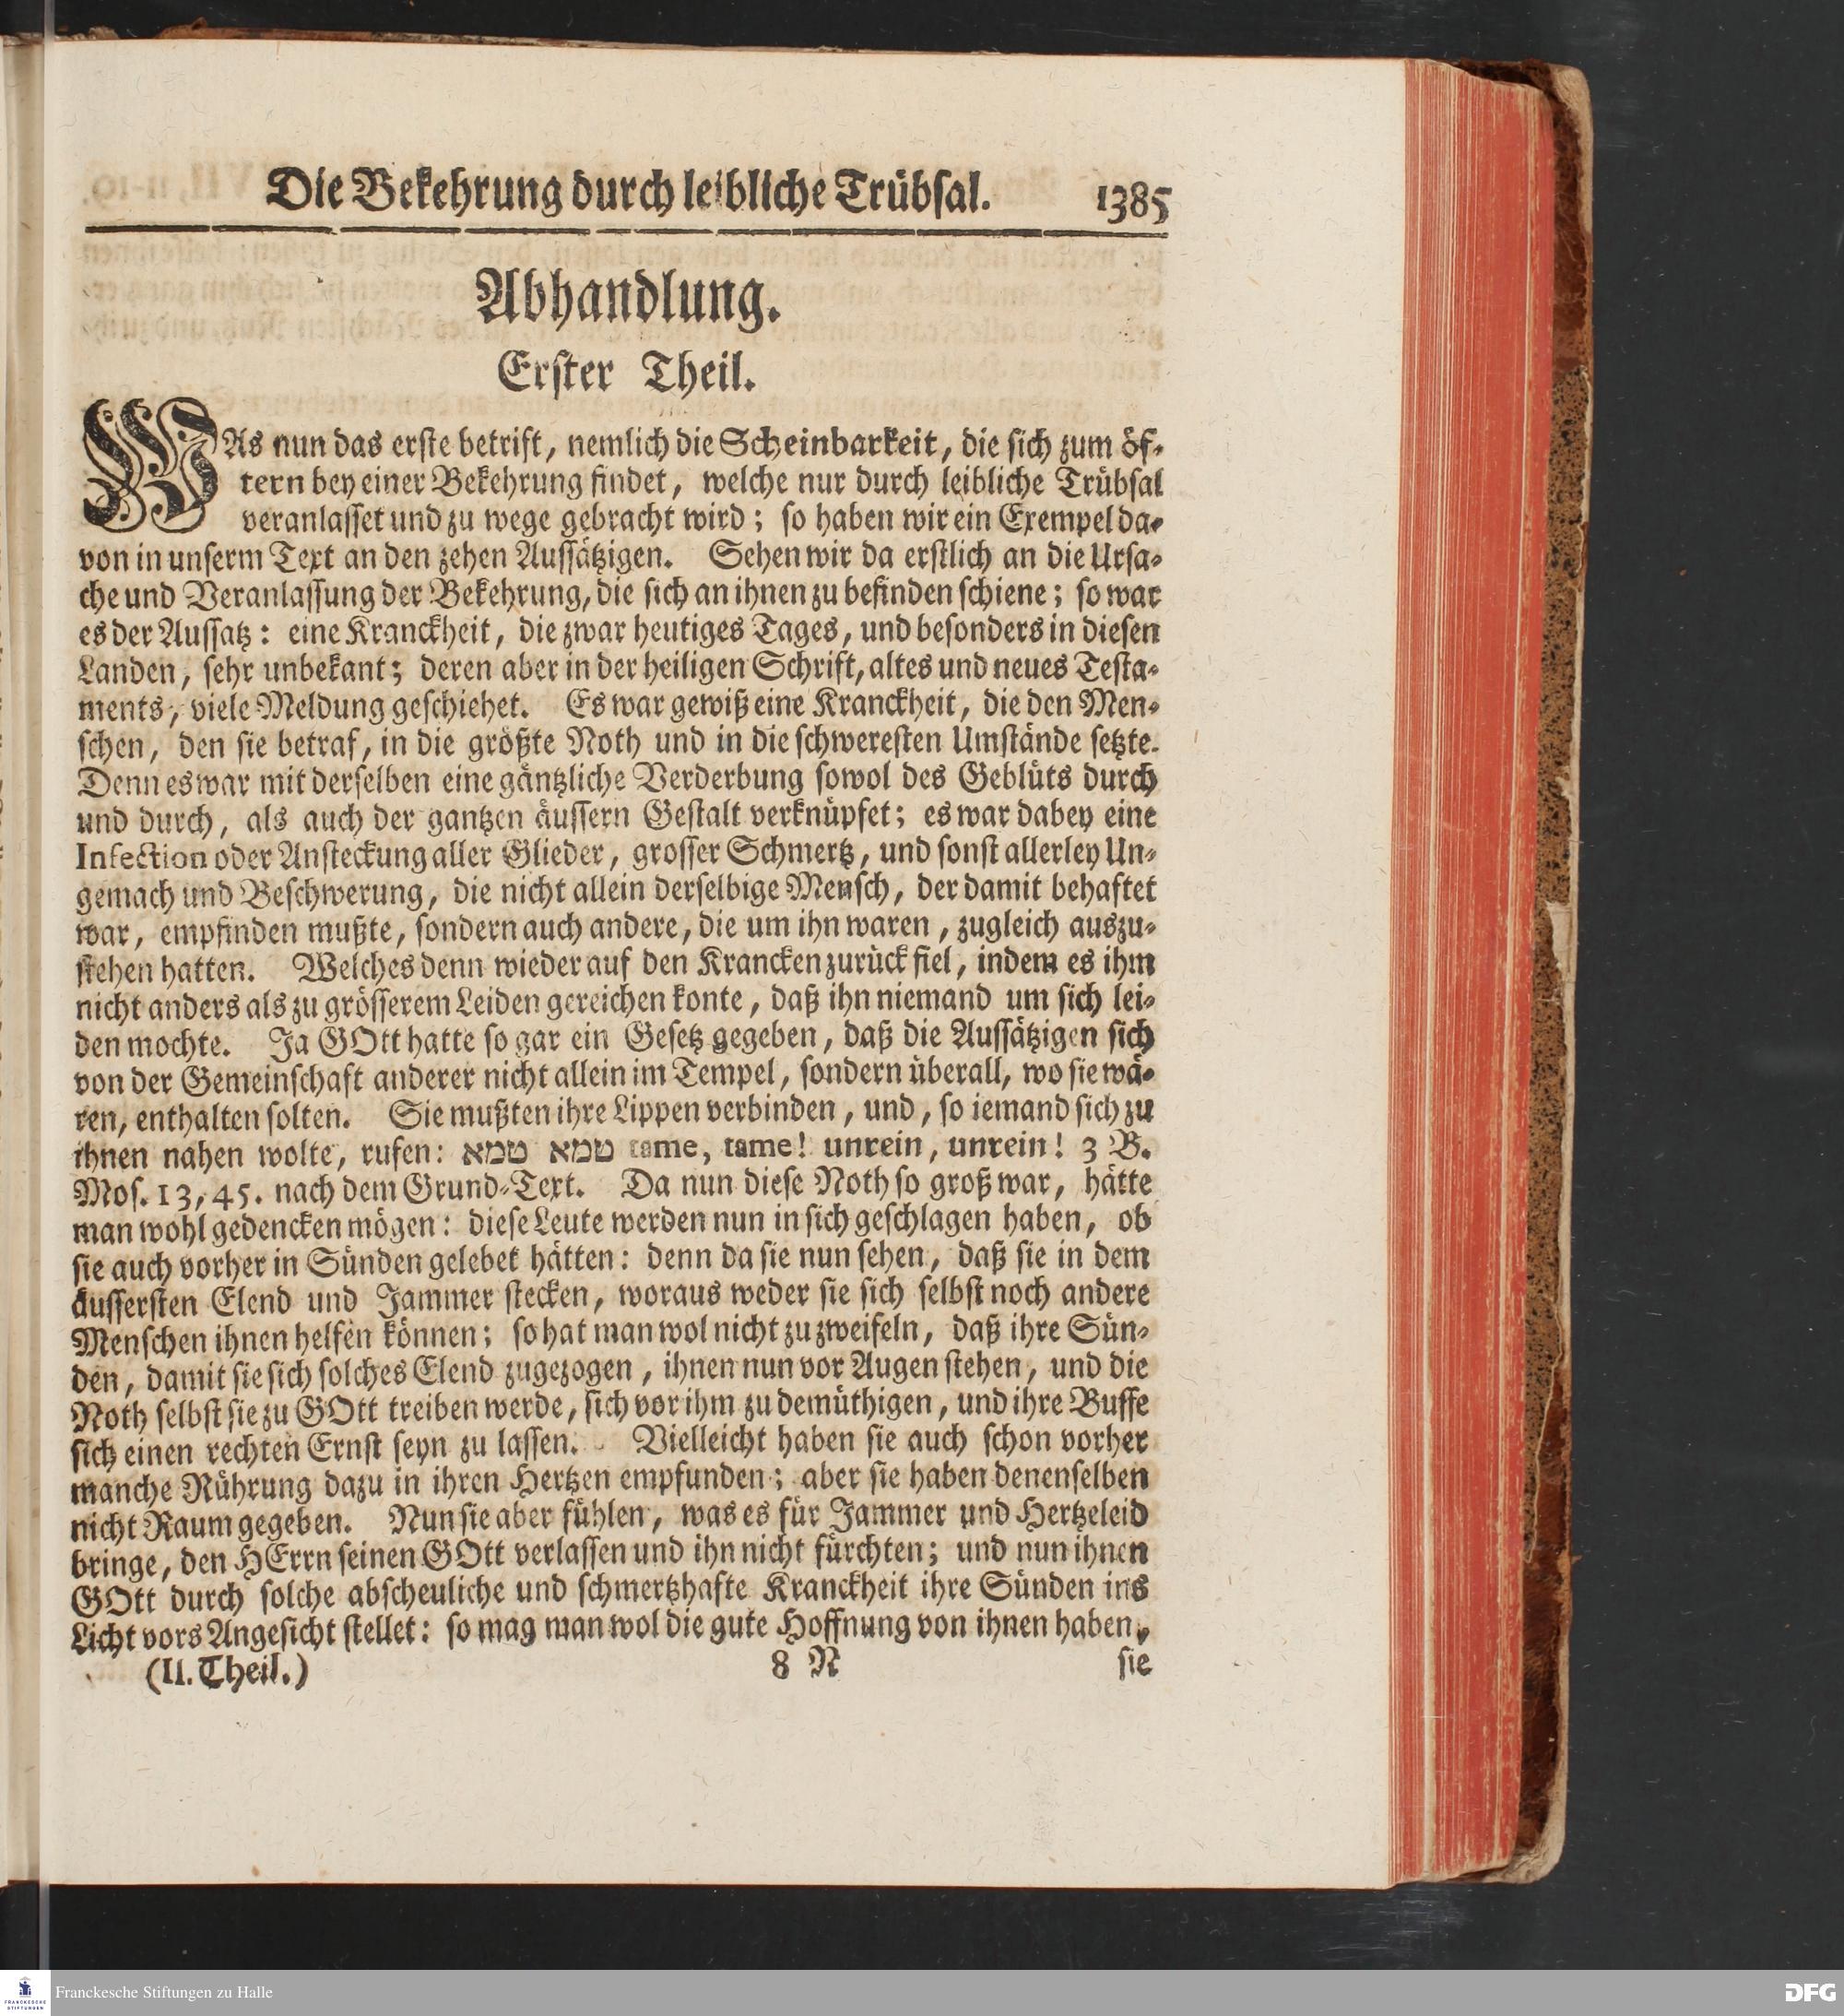 Die Bekehrung durch leibliche Trübsal. 1385
Abhandlung.
Erster Theil.
WAs nun das erste betrift, nemlich die Scheinbarkeit, die sich zum öf-
tern bey einer Bekehrung findet, welche nur durch leibliche Trübsal
veranlasset und zu wege gebracht wird; so haben wir ein Exempel da-
von in unserm Text an den zehen Aussätzigen. Sehen wir da erstlich an die Ursa-
che und Veranlassung der Bekehrung, die sich an ihnen zu befinden schiene; so war
es der Aussatz: eine Kranckheit, die zwar heutiges Tages, und besonders in diesen
Landen, sehr unbekant; deren aber in der heiligen Schrift, altes und neues Testa-
ments, viele Meldung geschiehet. Es war gewiß eine Kranckheit, die den Men-
schen, den sie betraf, in die größte Noth und in die schweresten Umstände setzte.
Denn es war mit derselben eine gäntzliche Verderbung sowol des Geblüts durch
und durch, als auch der gantzen äussern Gestalt verknüpfet; es war dabey eine
Infection oder Ansteckung aller Glieder, grosser Schmertz, und sonst allerley Un-
gemach und Beschwerung, die nicht allein derselbige Mensch, der damit behaftet
war, empfinden mußte, sondern auch andere, die um ihn waren, zugleich auszu-
stehen hatten. Welches denn wieder auf den Krancken zurück fiel, indem es ihm
nicht anders als zu grösserem Leiden gereichen konte, daß ihn niemand um sich lei-
den mochte. Ja GOtt hatte so gar ein Gesetz gegeben, daß die Aussätzigen sich
von der Gemeinschaft anderer nicht allein im Tempel, sondern überall, wo sie wä-
ren, enthalten solten. Sie mußten ihre Lippen verbinden, und, so iemand sich zu
ihnen nahen wolte, rufen: טמא טמא tame, tame! unrein, unrein! 3 B.
Mos. 13, 45. nach dem Grund-Text. Da nun diese Noth so groß war, hätte
man wohl gedencken mögen: diese Leute werden nun in sich geschlagen haben, ob
sie auch vorher in Sünden gelebet hätten: denn da sie nun sehen, daß sie in dem
äussersten Elend und Jammer stecken, woraus weder sie sich selbst noch andere
Menschen ihnen helfen können; so hat man wol nicht zu zweifeln, daß ihre Sün-
den, damit sie sich solches Elend zugezogen, ihnen nun vor Augen stehen, und die
Noth selbst sie zu GOtt treiben werde, sich vor ihm zu demüthigen, und ihre Busse
sich einen rechten Ernst seyn zu lassen. Vielleicht haben sie auch schon vorher
manche Rührung dazu in ihren Hertzen empfunden; aber sie haben denenselben
nicht Raum gegeben. Nun sie aber fühlen, was es für Jammer und Hertzeleid
bringe, den HErrn seinen GOtt verlassen und ihn nicht fürchten; und nun ihnen
GOtt durch solche abscheuliche und schmertzhafte Kranckheit ihre Sünden ins
Licht vors Angesicht stellet: so mag man wol die gute Hoffnung von ihnen haben,
(II. Theil.) 8 N sie
FRANCKESCHE STIFTUNGEN
Franckesche Stiftungen zu Halle
DFG